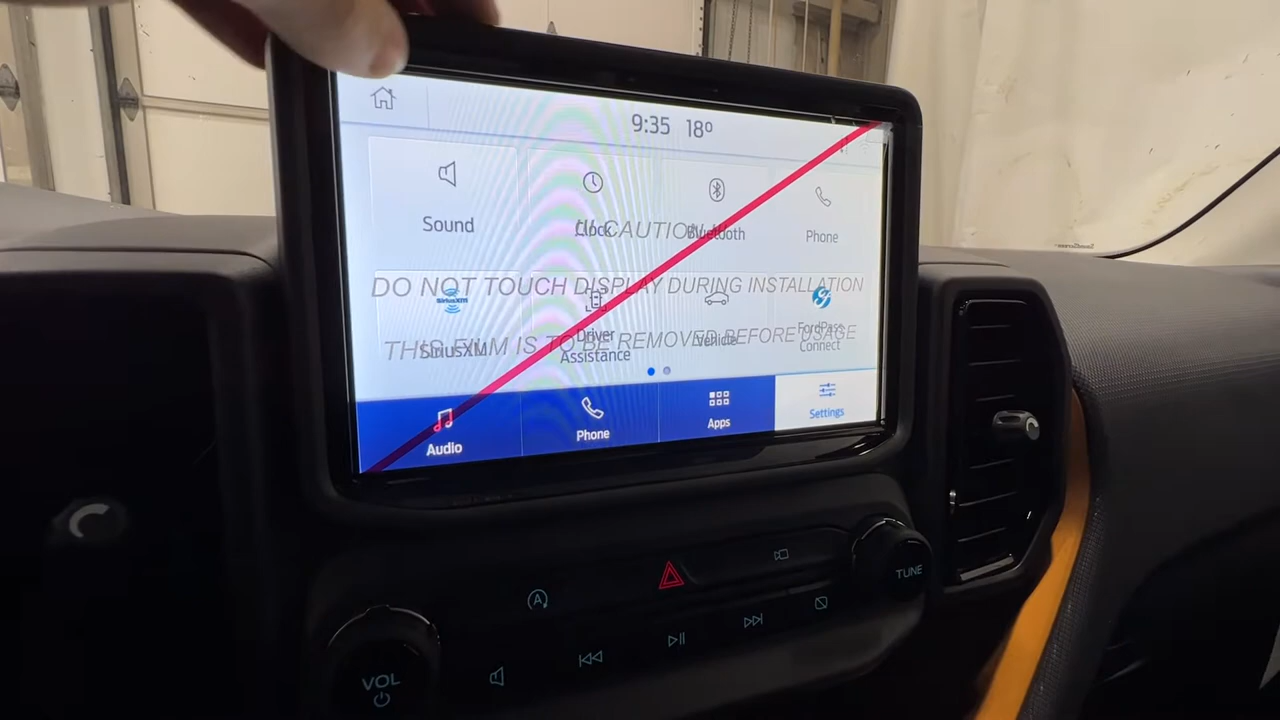 9:35 18°
Sound
Clock
Bluetooth
Phone
!!! CAUTION !!!
DO NOT TOUCH DISPLAY DURING INSTALLATION
siriusxm
SiriusXM
Driver
Assistance
Vehicle
FordPass
Connect
THIS FILM IS TO BE REMOVED BEFORE USAGE
Audio
Phone
Apps
Settings
A
TUNE
VOL